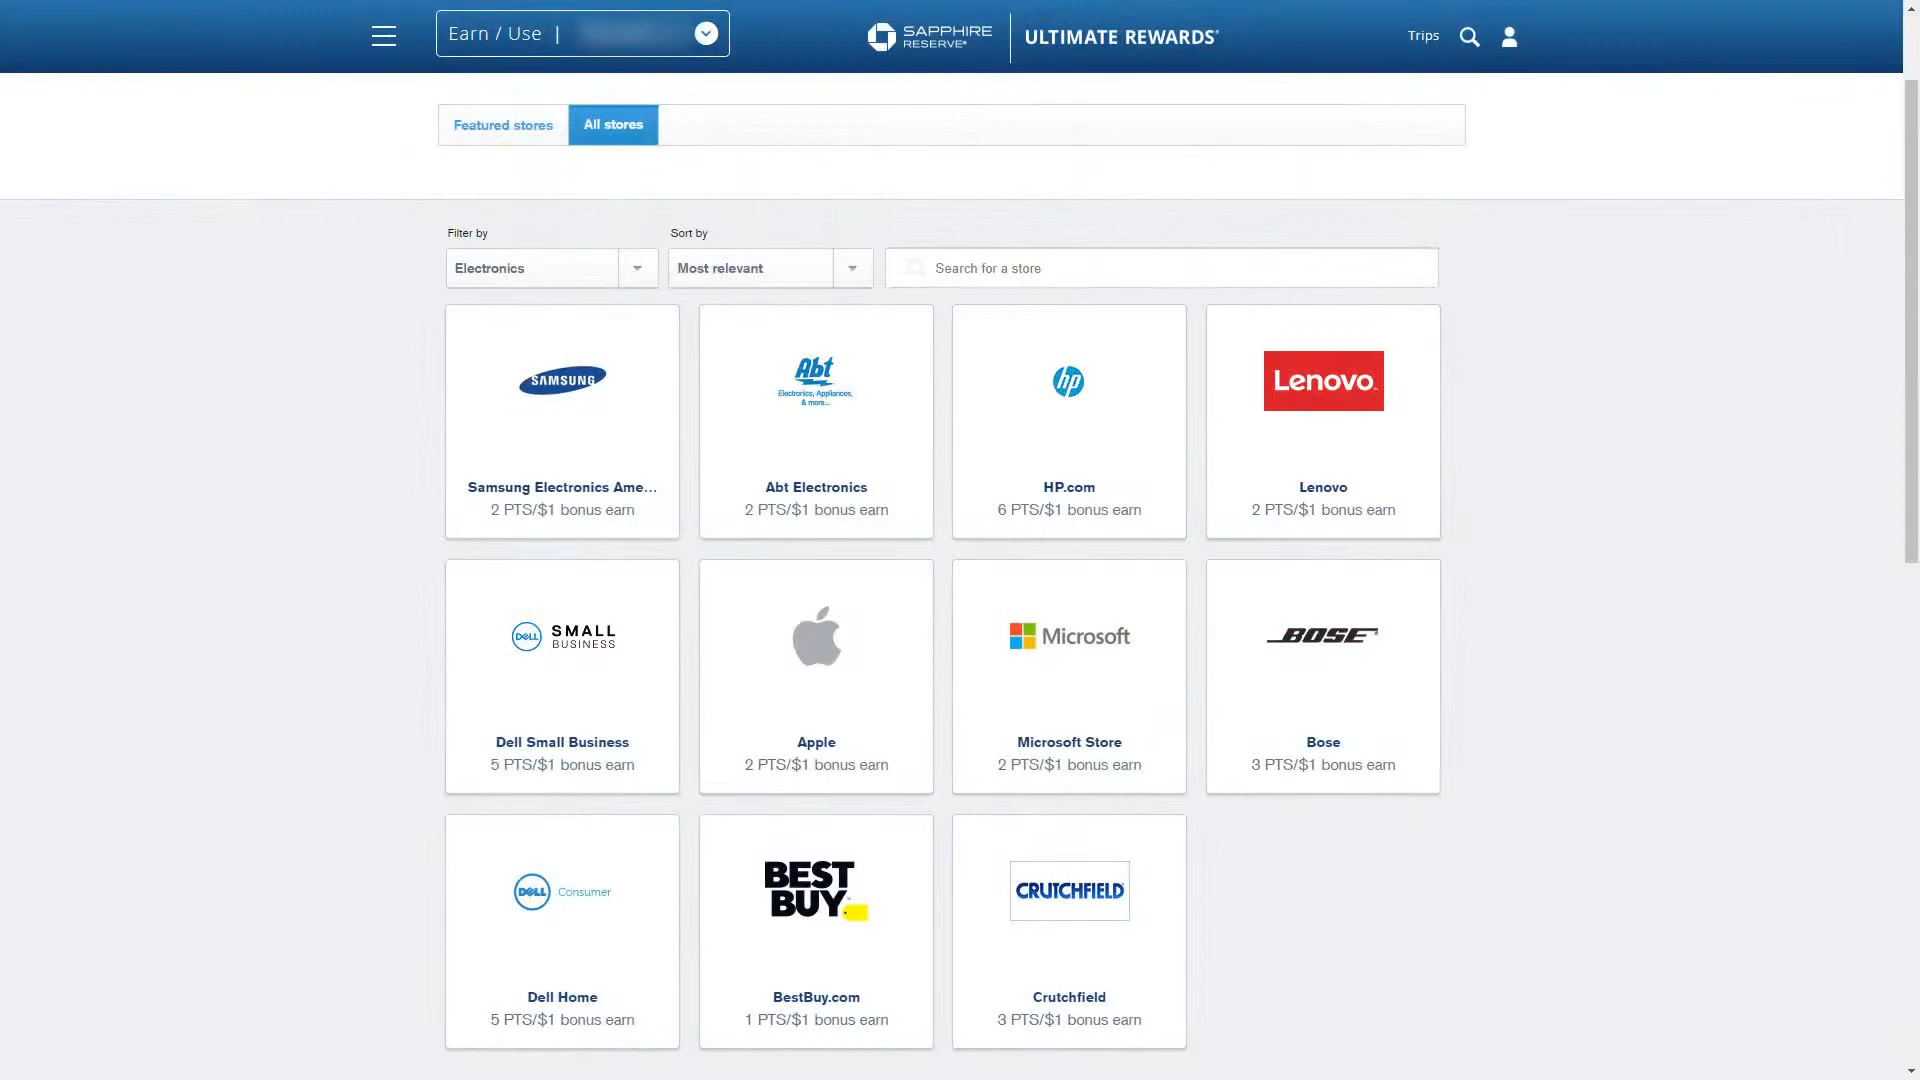 Earn / Use |
SAPPHIRE
RESERVE®
ULTIMATE REWARDS®
Trips
Featured stores
All stores
Filter by
Sort by
Electronics
Most relevant
Search for a store
SAMSUNG
Abt
Electronics, Appliances,
& more...
hp
Lenovo
Samsung Electronics Ame...
Abt Electronics
HP.com
Lenovo
2 PTS/$1 bonus earn
2 PTS/$1 bonus earn
6 PTS/$1 bonus earn
2 PTS/$1 bonus earn
DELL
SMALL
BUSINESS
Microsoft
BOSE
Dell Small Business
Apple
Microsoft Store
Bose
5 PTS/$1 bonus earn
2 PTS/$1 bonus earn
2 PTS/$1 bonus earn
3 PTS/$1 bonus earn
DELL Consumer
BEST
BUY
CRUTCHFIELD
Dell Home
BestBuy.com
Crutchfield
5 PTS/$1 bonus earn
1 PTS/$1 bonus earn
3 PTS/$1 bonus earn